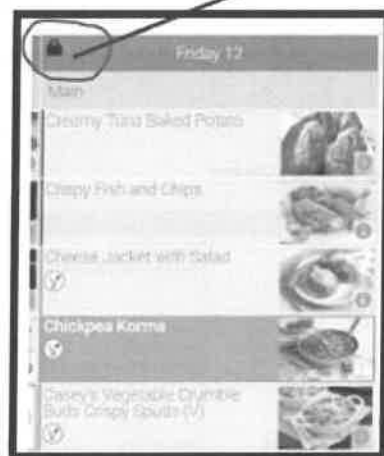 Friday 12
Main
Creamy Tuna Baked Potato
Crispy Fish and Chips
Cheese Jacket with Salad
Chickpea Korma
Casey's Vegetable Crumble
Buds Crispy Spuds (V)